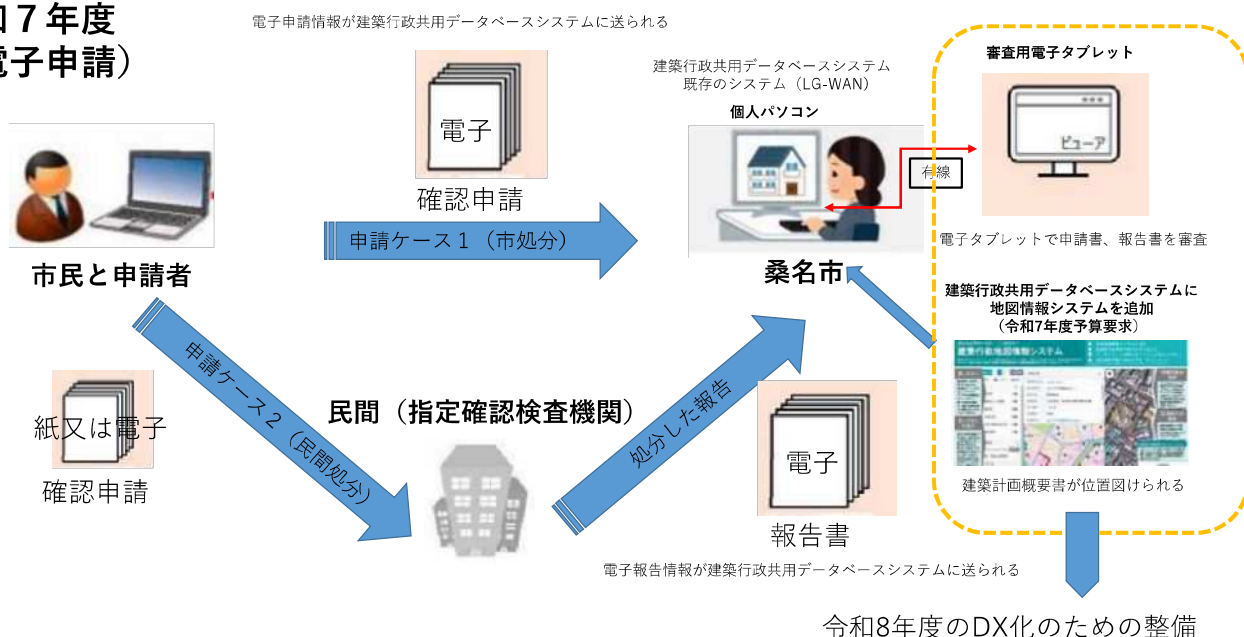 和７年度
電子申請）
電子申請情報が建築行政共用データベースシステムに送られる
電子
確認申請
申請ケース１（市処分）
市民と申請者
建築行政共用データベースシステム
既存のシステム（LG-WAN）
個人パソコン
桑名市
有線
審査用電子タブレット
ビューア
電子タブレットで申請書、報告書を審査
建築行政共用データベースシステムに
地図情報システムを追加
（令和7年度予算要求）
建築行政地図情報システム
建築計画概要書が位置図けられる
申請ケース２（民間処分）
紙又は電子
確認申請
民間（指定確認検査機関）
処分した報告
電子
報告書
電子報告情報が建築行政共用データベースシステムに送られる
令和8年度のDX化のための整備